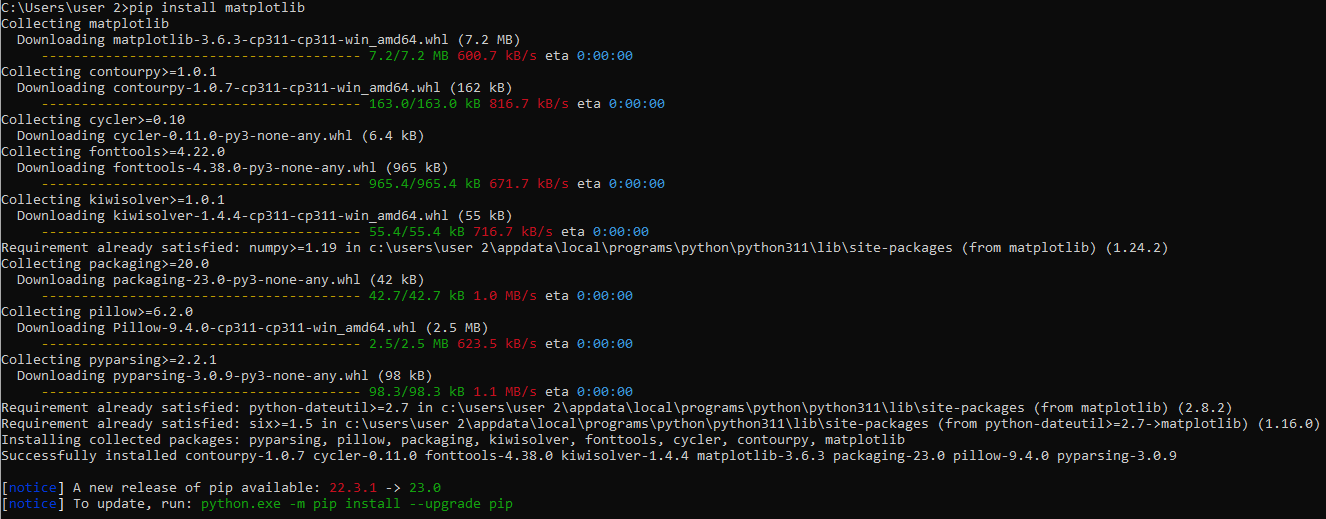 C:\Users\user 2>pip install matplotlib
Collecting matplotlib
Downloading matplotlib-3.6.3-cp311-cp311-win_amd64.whl (7.2 MB)
---------------------------------------- 7.2/7.2 MB 600.7 kB/s eta 0:00:00
Collecting contourpy>=1.0.1
Downloading contourpy-1.0.7-cp311-cp311-win_amd64.whl (162 kB)
---------------------------------------- 163.0/163.0 kB 816.7 kB/s eta 0:00:00
Collecting cycler>=0.10
Downloading cycler-0.11.0-py3-none-any.whl (6.4 kB)
Collecting fonttools>=4.22.0
Downloading fonttools-4.38.0-py3-none-any.whl (965 kB)
---------------------------------------- 965.4/965.4 kB 671.7 kB/s eta 0:00:00
Collecting kiwisolver>=1.0.1
Downloading kiwisolver-1.4.4-cp311-cp311-win_amd64.whl (55 kB)
---------------------------------------- 55.4/55.4 kB 716.7 kB/s eta 0:00:00
Requirement already satisfied: numpy>=1.19 in c:\users\user 2\appdata\local\programs\python\python311\lib\site-packages (from matplotlib) (1.24.2)
Collecting packaging>=20.0
Downloading packaging-23.0-py3-none-any.whl (42 kB)
---------------------------------------- 42.7/42.7 kB 1.0 MB/s eta 0:00:00
Collecting pillow>=6.2.0
Downloading Pillow-9.4.0-cp311-cp311-win_amd64.whl (2.5 MB)
---------------------------------------- 2.5/2.5 MB 623.5 kB/s eta 0:00:00
Collecting pyparsing>=2.2.1
Downloading pyparsing-3.0.9-py3-none-any.whl (98 kB)
---------------------------------------- 98.3/98.3 kB 1.1 MB/s eta 0:00:00
Requirement already satisfied: python-dateutil>=2.7 in c:\users\user 2\appdata\local\programs\python\python311\lib\site-packages (from matplotlib) (2.8.2)
Requirement already satisfied: six>=1.5 in c:\users\user 2\appdata\local\programs\python\python311\lib\site-packages (from python-dateutil>=2.7->matplotlib) (1.16.0)
Installing collected packages: pyparsing, pillow, packaging, kiwisolver, fonttools, cycler, contourpy, matplotlib
Successfully installed contourpy-1.0.7 cycler-0.11.0 fonttools-4.38.0 kiwisolver-1.4.4 matplotlib-3.6.3 packaging-23.0 pillow-9.4.0 pyparsing-3.0.9
[notice] A new release of pip available: 22.3.1 -> 23.0
[notice] To update, run: python.exe -m pip install --upgrade pip